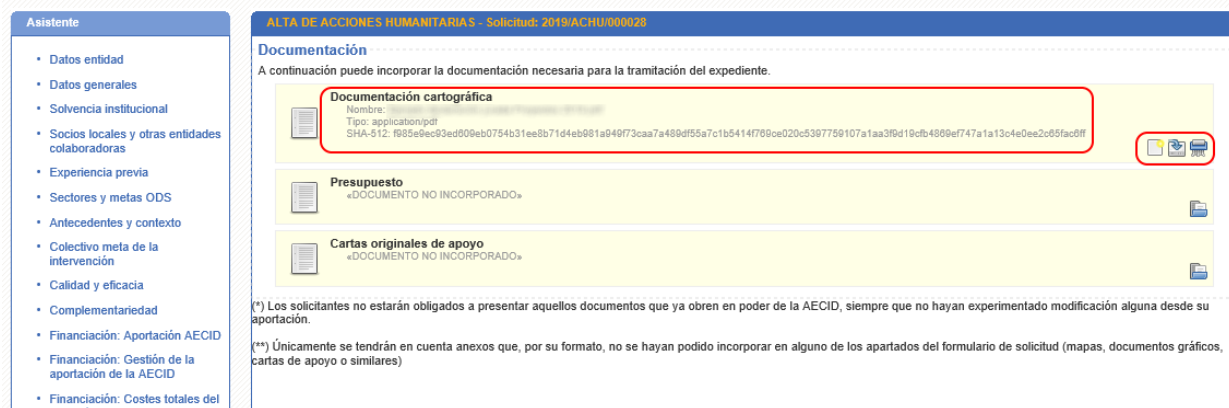 Asistente
Datos entidad
Datos generales
Solvencia institucional
Socios locales y otras entidades
colaboradoras
Experiencia previa
Sectores y metas ODS
Antecedentes y contexto
Colectivo meta de la
intervención
Calidad y eficacia
Complementariedad
Financiación: Aportación AECID
Financiación: Gestión de la
aportación de la AECID
Financiación: Costes totales del
ALTA DE ACCIONES HUMANITARIAS - Solicitud: 2019/ACHU/000028
Documentación
A continuación puede incorporar la documentación necesaria para la tramitación del expediente.
Documentación cartográfica
Nombre:
Tipo: application/pdf
SHA-512: f985e9ec93ed609eb0754b31ee8b71d4eb981a949f73caa7a489df55a7c1b5414f769ce020c5397759107a1aa3f9d19cfb4869ef747a1a13c4e0ee2c65fac6ff
Presupuesto
«DOCUMENTO NO INCORPORADO»
Cartas originales de apoyo
«DOCUMENTO NO INCORPORADO»
(*) Los solicitantes no estarán obligados a presentar aquellos documentos que ya obren en poder de la AECID, siempre que no hayan experimentado modificación alguna desde su
aportación.
(**) Únicamente se tendrán en cuenta anexos que, por su formato, no se hayan podido incorporar en alguno de los apartados del formulario de solicitud (mapas, documentos gráficos,
cartas de apoyo o similares)